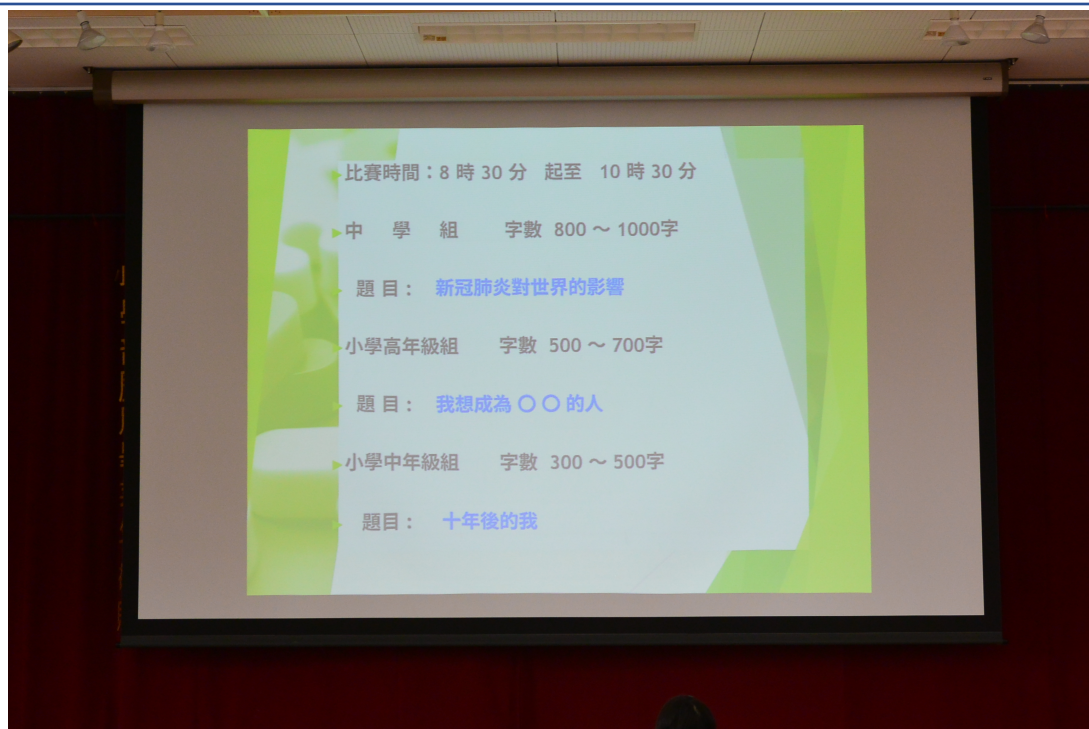 比賽時間：8 時 30 分 起至 10 時 30 分
中 學 組 字數 800 ～ 1000字
題 目： 新冠肺炎對世界的影響
小學高年級組 字數 500 ～ 700字
題 目： 我想成為 〇 〇 的人
小學中年級組 字數 300 ～ 500字
題目： 十年後的我